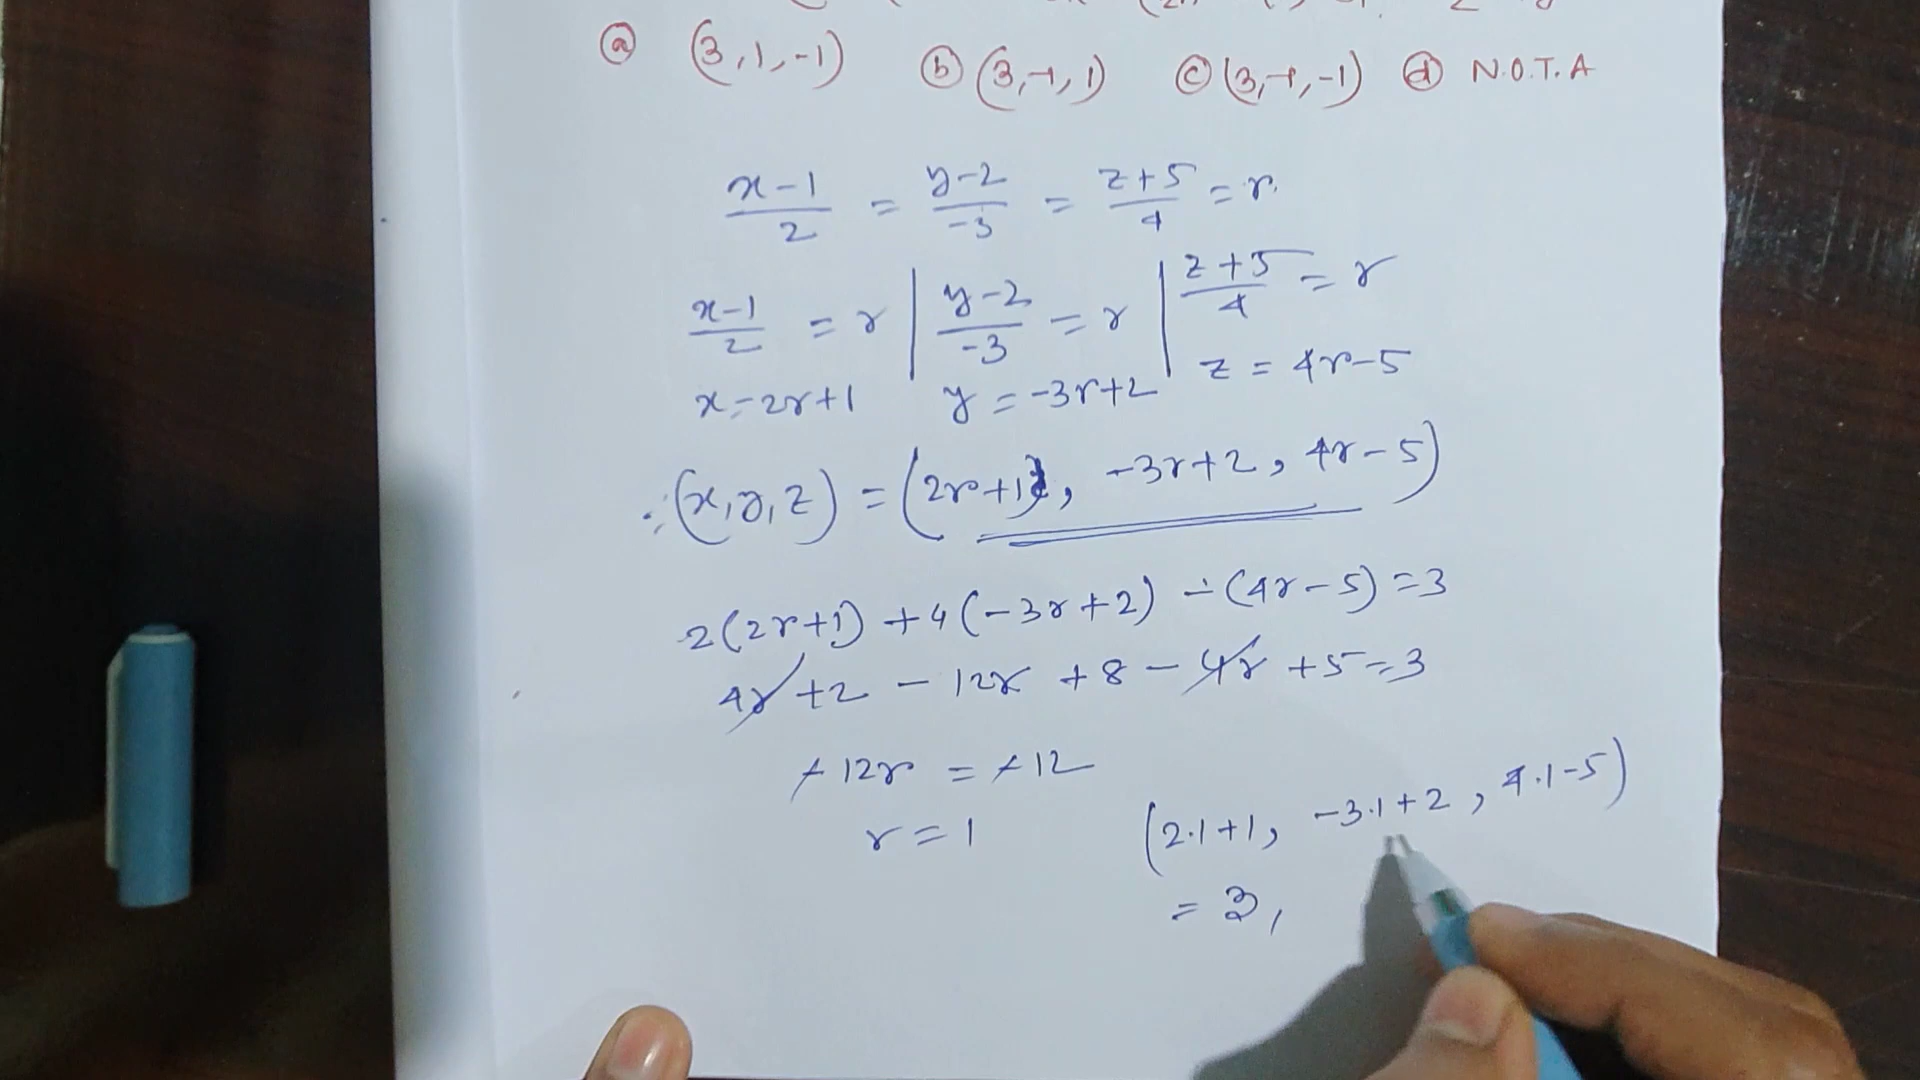 ⓐ (3,1,-1) ⓑ (3,-1,1) ⓒ (3,-1,-1) ⓓ N.O.T.A
x-1/2 = y-2/-3 = z+5/4 = r
x-1/2 = r | y-2/-3 = r | z+5/4 = r
x = 2r+1 y = -3r+2 z = 4r-5
∴ (x,y,z) = (2r+1, -3r+2, 4r-5)
2(2r+1) +4(-3r+2) -(4r-5) =3
4r+2 - 12r +8 - 4r +5 =3
-12r = -12
r = 1 (2.1+1, -3.1+2, 4.1-5)
= 3,